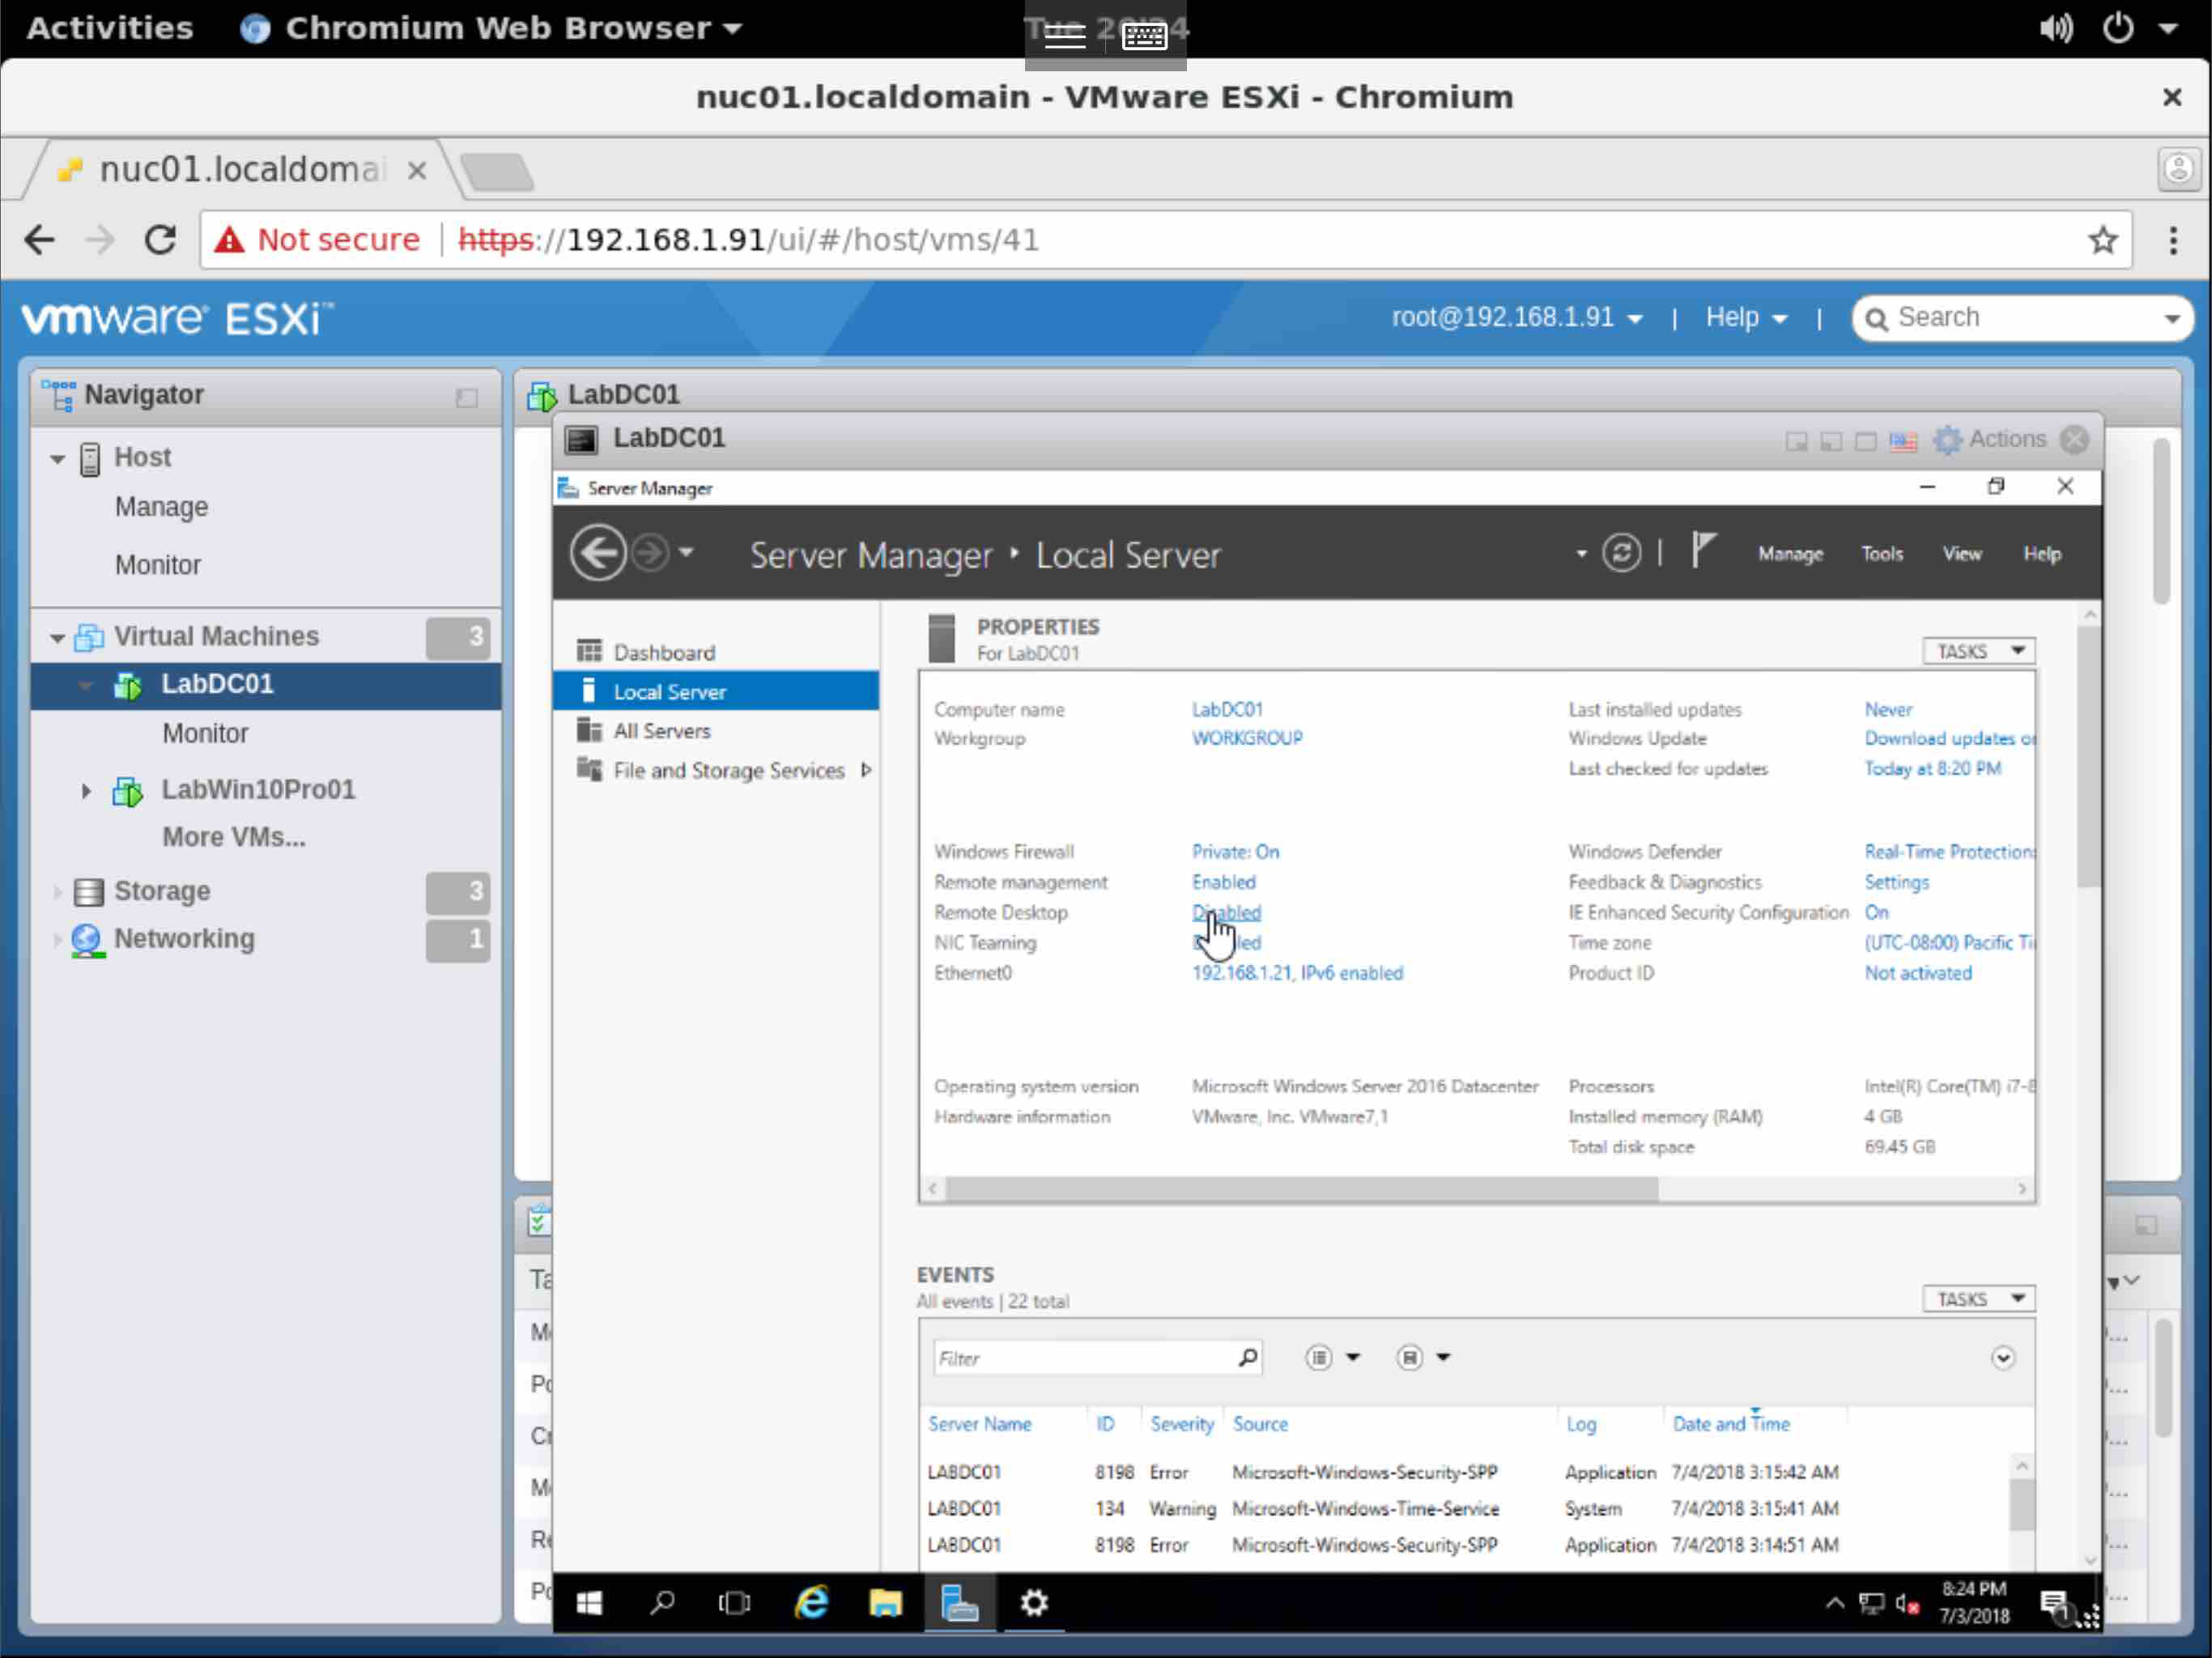 Activities
Chromium Web Browser
Tue 20:24
nuc01.localdomain - VMware ESXi - Chromium
nuc01.localdomai
Not secure
https://192.168.1.91/ui/#/host/vms/41
vmware ESXi™
root@192.168.1.91
|
Help
|
Search
Navigator
Host
Manage
Monitor
Virtual Machines
3
LabDC01
Monitor
LabWin10Pro01
More VMs...
Storage
3
Networking
1
LabDC01
LabDC01
Actions
Server Manager
Server Manager ‣ Local Server
Manage
Tools
View
Help
Dashboard
Local Server
All Servers
File and Storage Services
PROPERTIES
For LabDC01
TASKS
Computer name LabDC01 Last installed updates Never
Workgroup WORKGROUP Windows Update Download updates
Last checked for updates Today at 8:20 PM
Windows Firewall Private: On Windows Defender Real-Time Protection:
Remote management Enabled Feedback & Diagnostics Settings
Remote Desktop Disabled IE Enhanced Security Configuration On
NIC Teaming Time zone (UTC-08:00) Pacific
Ethernet0 192.168.1.21, IPv6 enabled Product ID Not activated
Operating system version Microsoft Windows Server 2016 Datacenter Processors Intel(R) Core(TM)
Hardware information VMware, Inc. VMware7,1 Installed memory (RAM) 4 GB
Total disk space 69.45 GB
EVENTS
All events | 22 total
TASKS
Filter
Server Name ID Severity Source Log Date and Time
LABDC01 8198 Error Microsoft-Windows-Security-SPP Application 7/4/2018 3:15:42 AM
LABDC01 134 Warning Microsoft-Windows-Time-Service System 7/4/2018 3:15:41 AM
LABDC01 8198 Error Microsoft-Windows-Security-SPP Application 7/4/2018 3:14:51 AM
8:24 PM
7/3/2018
1